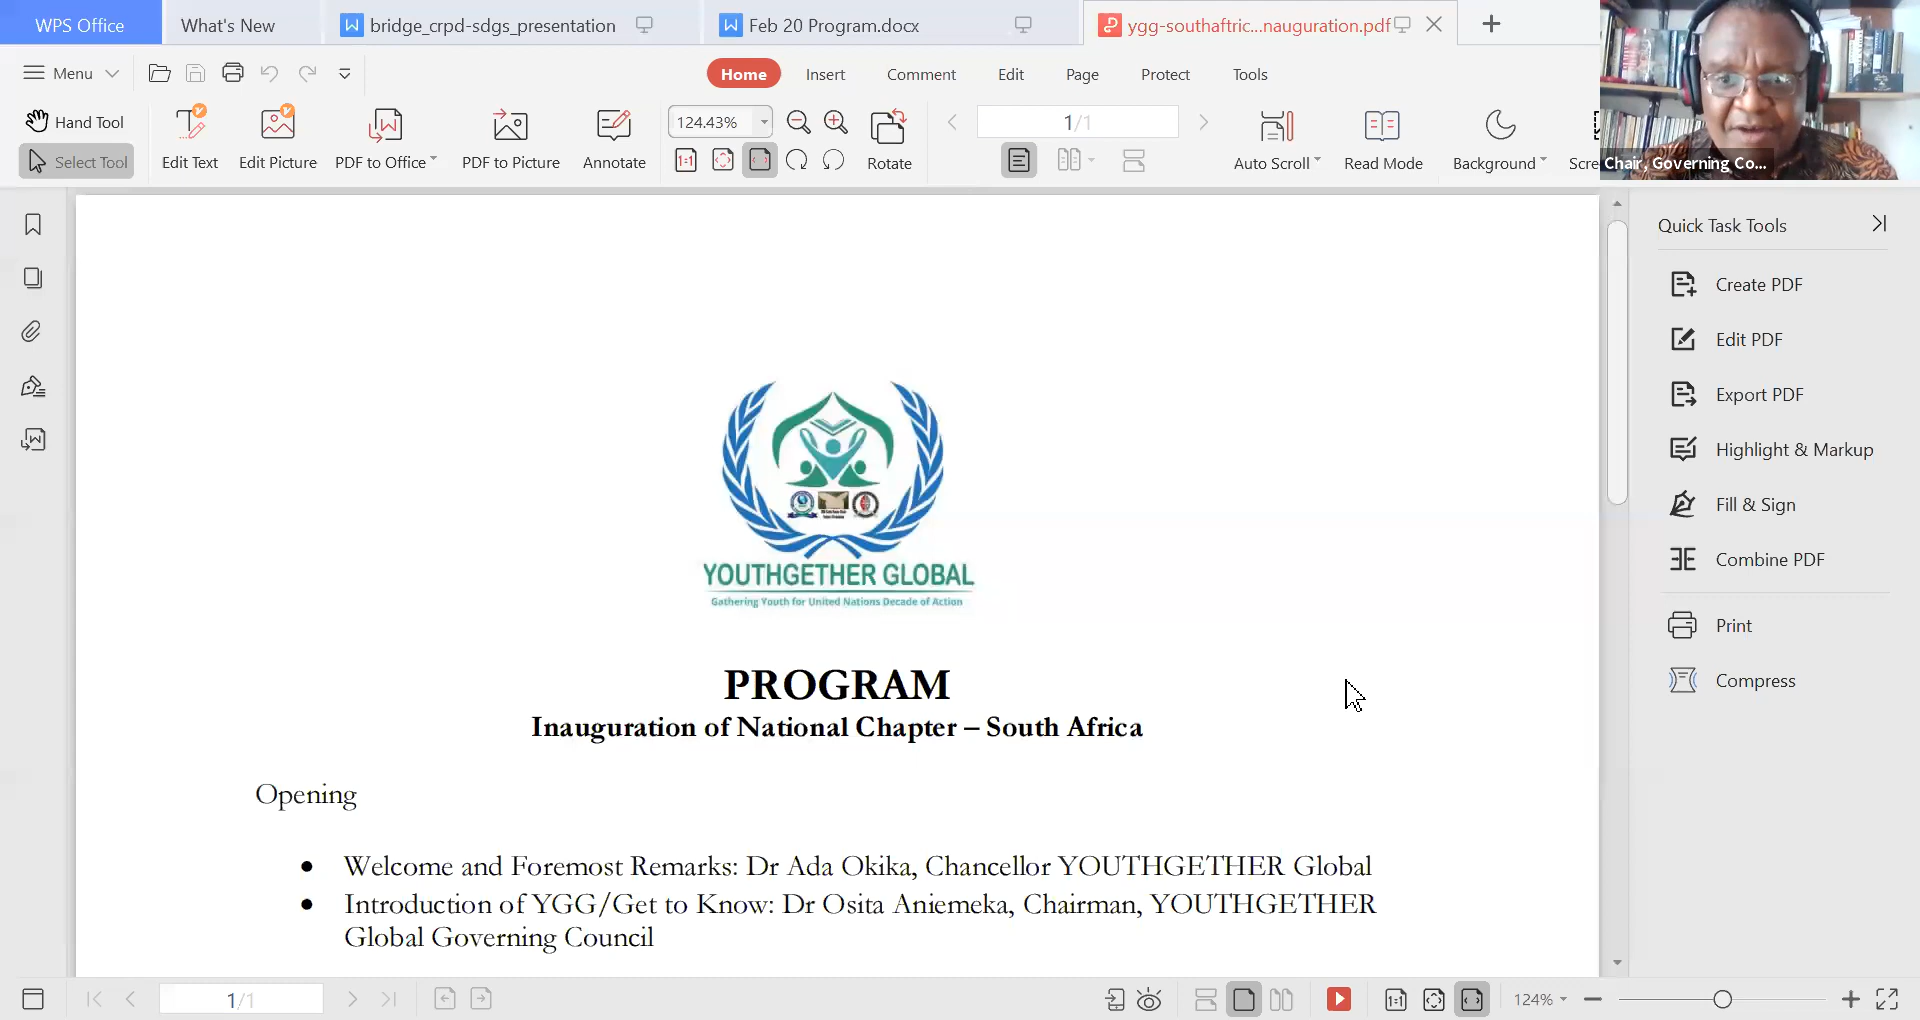 WPS Office
What's New
bridge_crpd-sdgs_presentation
Feb 20 Program.docx
ygg-southaftric...nauguration.pdf
Menu
Home
Insert
Comment
Edit
Page
Protect
Tools
Hand Tool
Select Tool
Edit Text
Edit Picture
PDF to Office
PDF to Picture
Annotate
124.43%
Rotate
1/1
Auto Scroll
Read Mode
Background
Scre
Chair, Governing Co...
Quick Task Tools
Create PDF
Edit PDF
Export PDF
Highlight & Markup
Fill & Sign
Combine PDF
Print
Compress
YOUTHGETHER GLOBAL
Gathering Youth for United Nations Decade of Action
PROGRAM
Inauguration of National Chapter – South Africa
Opening
• Welcome and Foremost Remarks: Dr Ada Okika, Chancellor YOUTHGETHER Global
• Introduction of YGG/Get to Know: Dr Osita Aniemeka, Chairman, YOUTHGETHER
Global Governing Council
1/1
124%